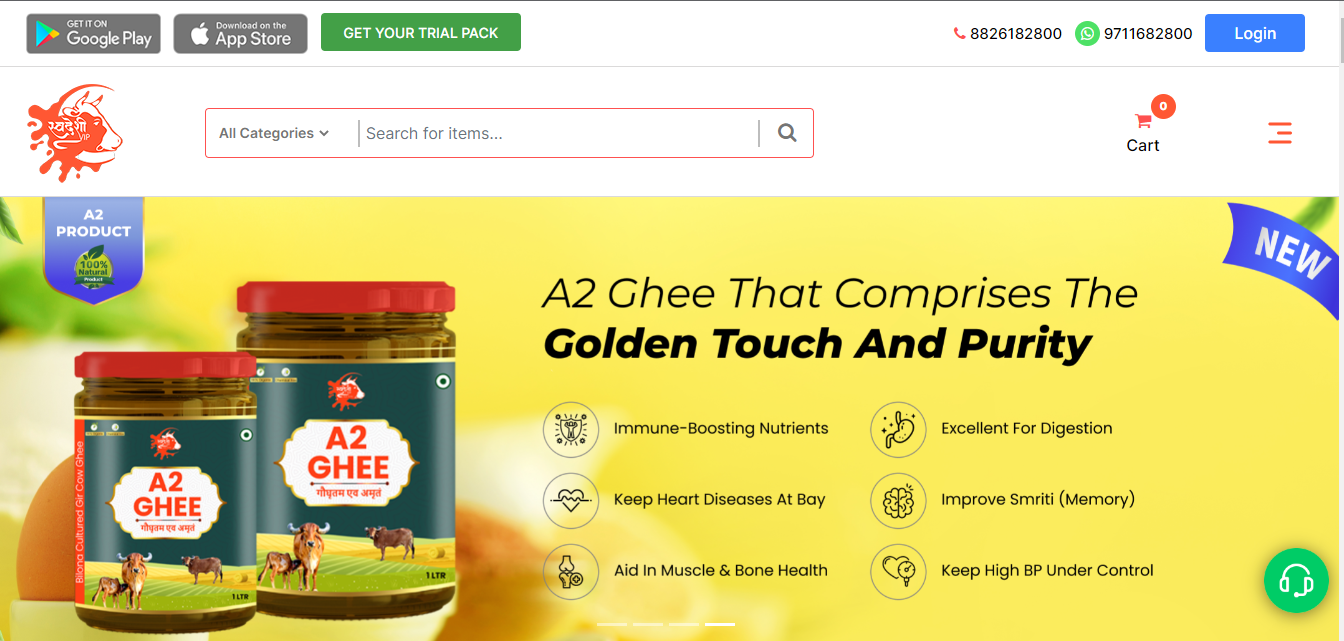 GET IT ON
Google Play
Download on the
App Store
GET YOUR TRIAL PACK
8826182800
9711682800
Login
स्वदेशी
VIP
All Categories
Search for items...
0
Cart
A2
PRODUCT
100%
Natural
Product
NEW
A2 Ghee That Comprises The
Golden Touch And Purity
Immune-Boosting Nutrients
Excellent For Digestion
Keep Heart Diseases At Bay
Improve Smriti (Memory)
Aid In Muscle & Bone Health
Keep High BP Under Control
स्वदेशी
A2
GHEE
गौघृतम एव अमृतं
1 LTR
स्वदेशी
A2
GHEE
गौघृतम एव अमृतं
Bilona Cultured Gir Cow Ghee
1 LTR